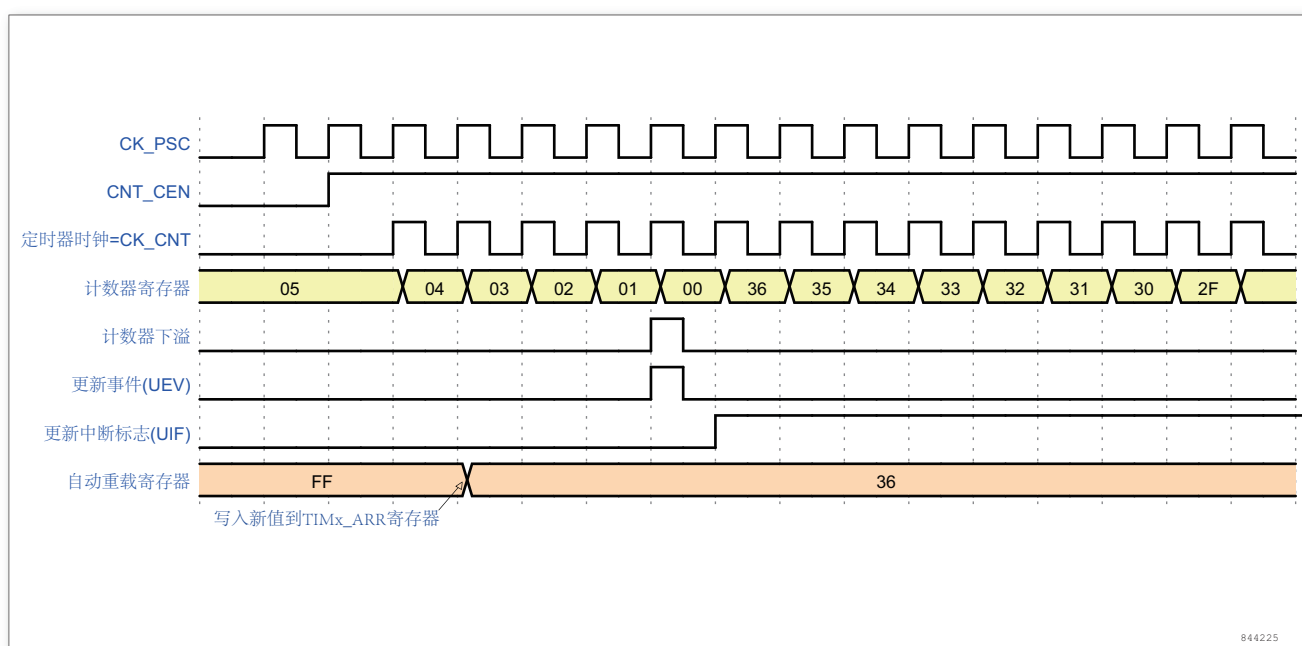 CK_PSC
CNT_CEN
定时器时钟=CK_CNT
计数器寄存器 05 04 03 02 01 00 36 35 34 33 32 31 30 2F
计数器下溢
更新事件(UEV)
更新中断标志(UIF)
自动重载寄存器 FF 36
写入新值到TIMx_ARR寄存器
844225